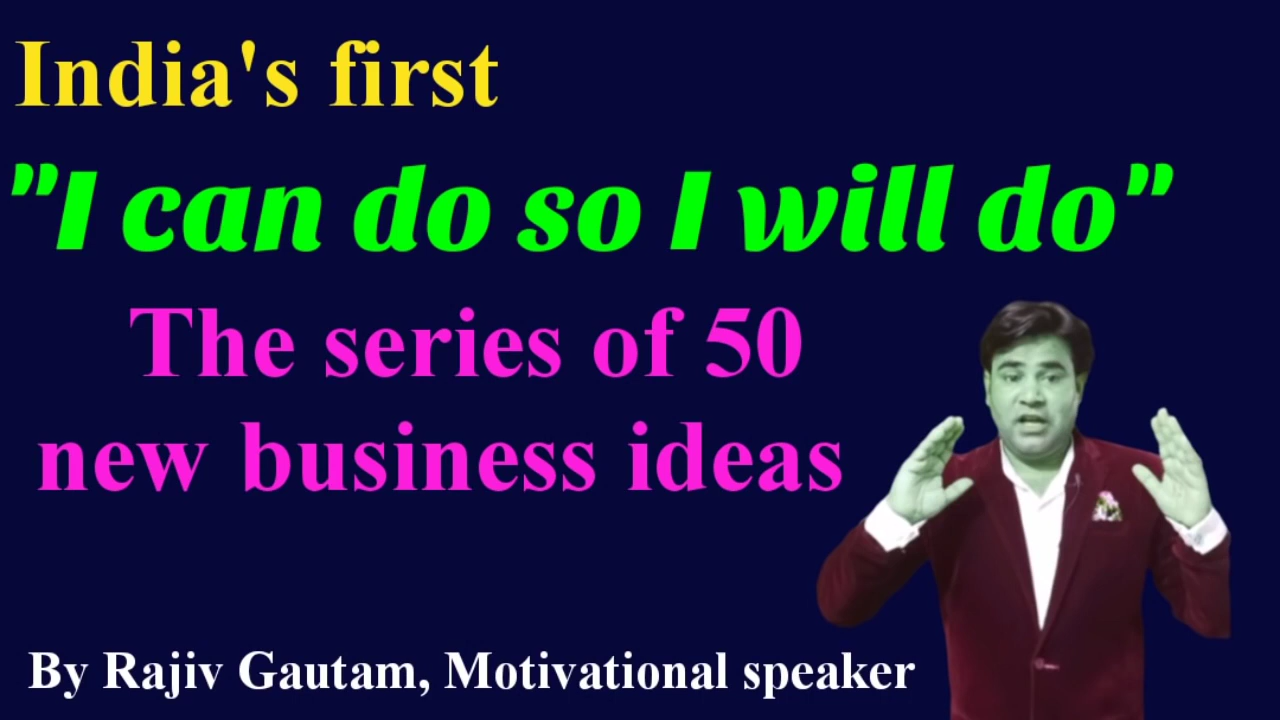 India's first
"I can do so I will do"
The series of 50
new business ideas
By Rajiv Gautam, Motivational speaker